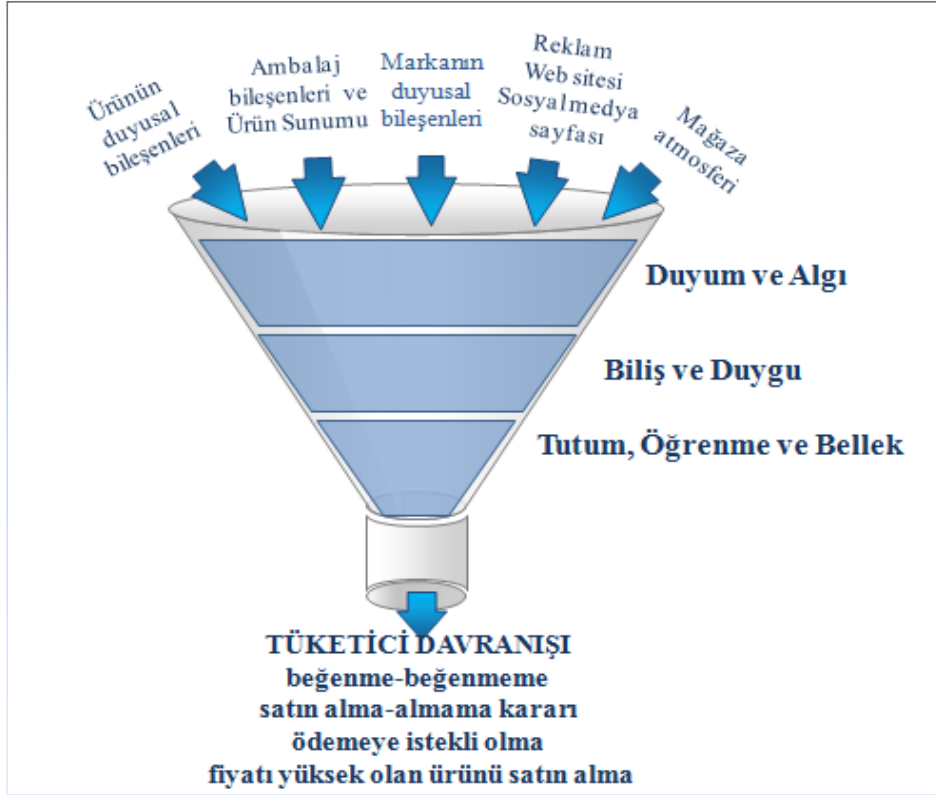 Ürünün
duyusal
bileşenleri
Ambalaj
bileşenleri ve
Ürün Sunumu
Markanın
duyusal
bileşenleri
Reklam
Web sitesi
Sosyal medya
sayfası
Mağaza
atmosferi
Duyum ve Algı
Biliş ve Duygu
Tutum, Öğrenme ve Bellek
TÜKETİCİ DAVRANIŞI
beğenme-beğenmeme
satın alma-almama kararı
ödemeye istekli olma
fiyatı yüksek olan ürünü satın alma